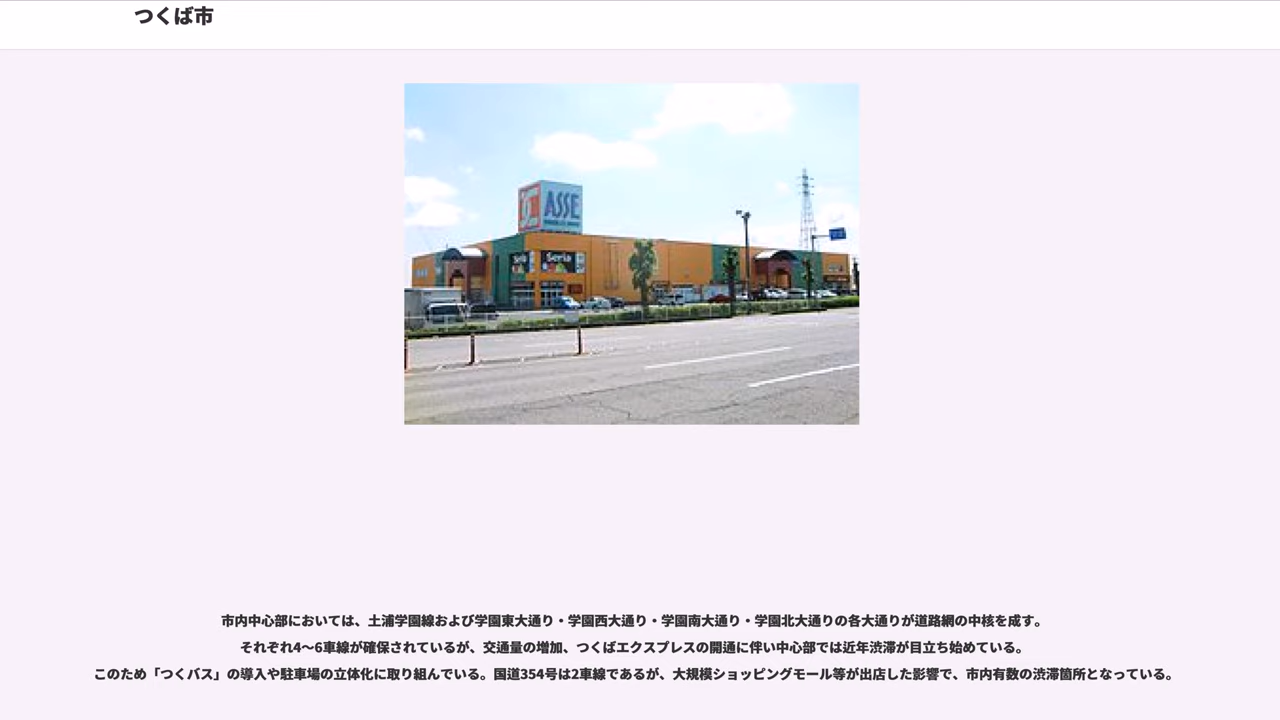 つくば市
ASSE
Seria
市内中心部においては、土浦学園線および学園東大通り・学園西大通り・学園南大通り・学園北大通りの各大通りが道路網の中核を成す。
それぞれ4〜6車線が確保されているが、交通量の増加、つくばエクスプレスの開通に伴い中心部では近年渋滞が目立ち始めている。
このため「つくバス」の導入や駐車場の立体化に取り組んでいる。国道354号は2車線であるが、大規模ショッピングモール等が出店した影響で、市内有数の渋滞箇所となっている。